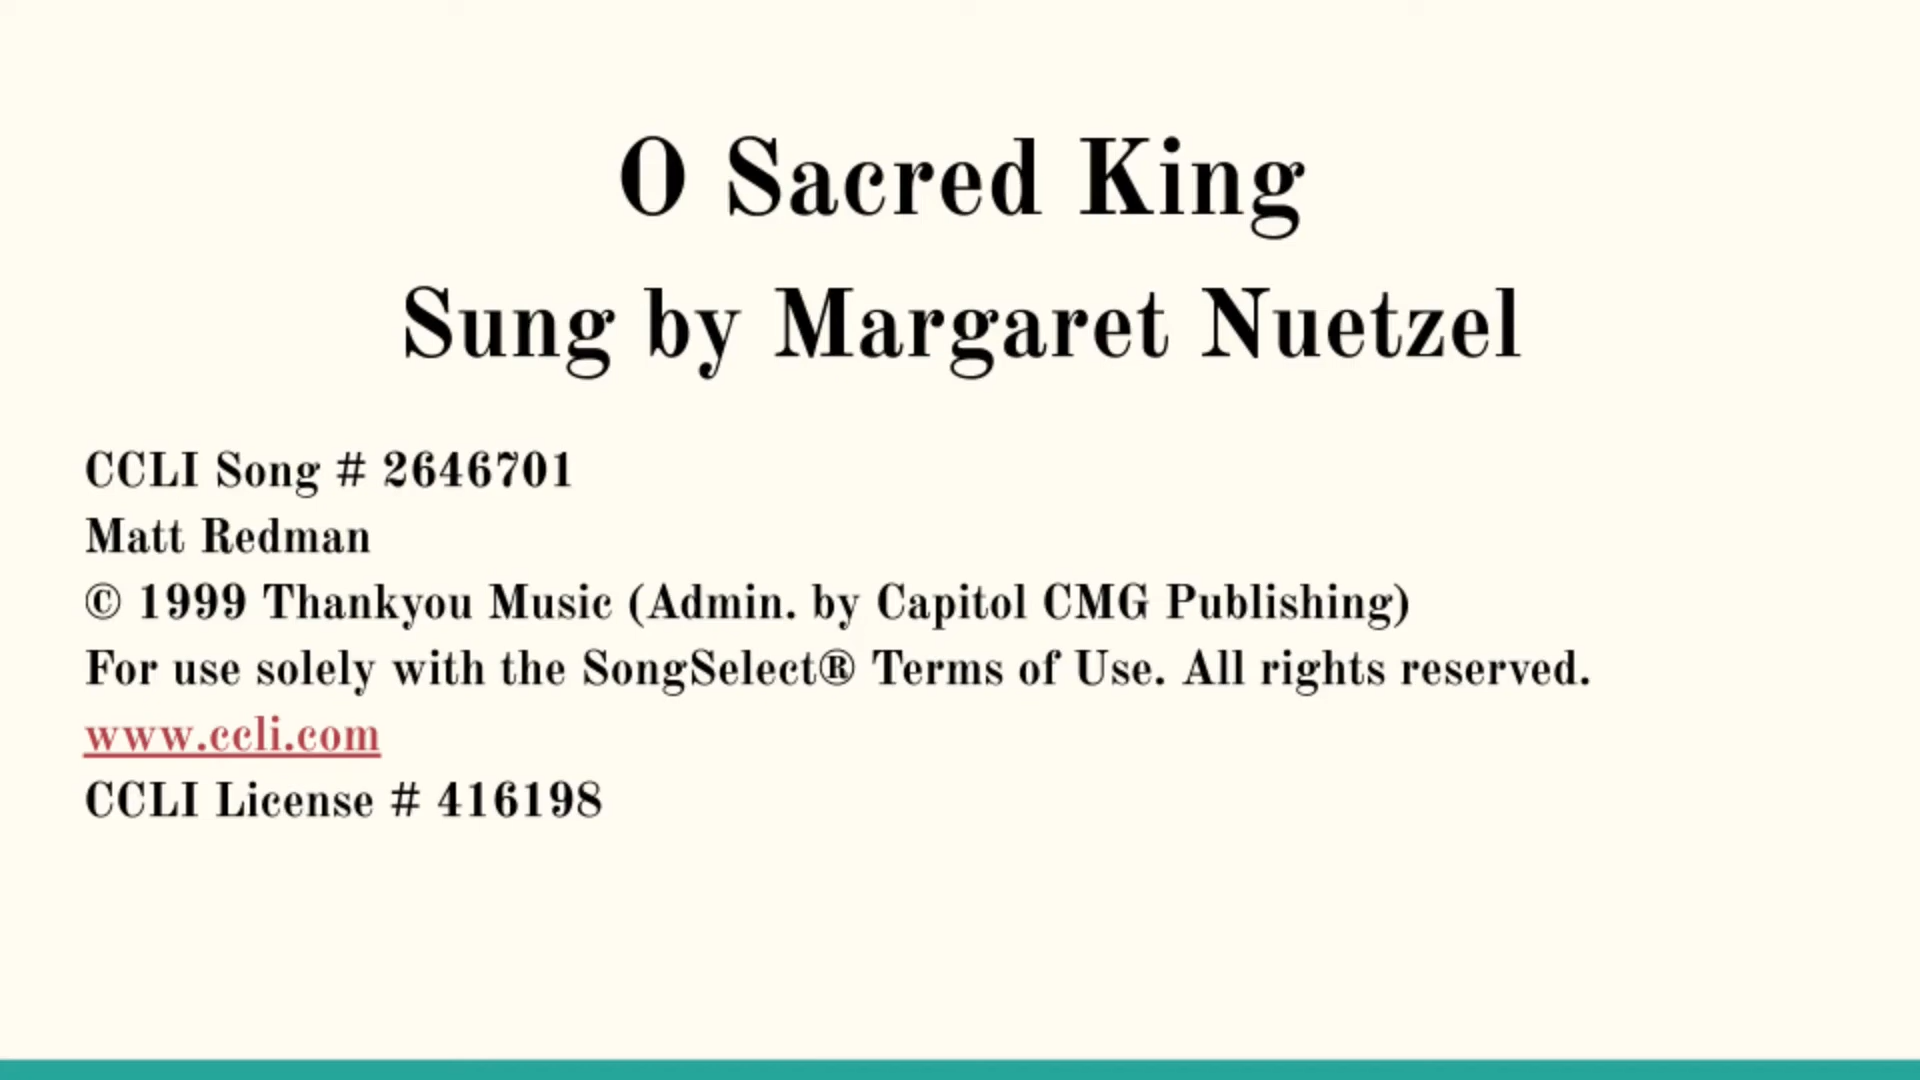 O Sacred King
Sung by Margaret Nuetzel
CCLI Song # 2646701
Matt Redman
© 1999 Thankyou Music (Admin. by Capitol CMG Publishing)
For use solely with the SongSelect® Terms of Use. All rights reserved.
www.ccli.com
CCLI License # 416198